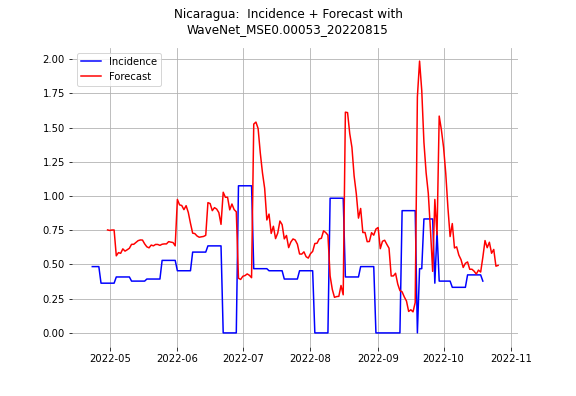 Nicaragua:  Incidence + Forecast with
WaveNet_MSE0.00053_20220815
Incidence
Forecast
2.00
1.75
1.50
1.25
1.00
0.75
0.50
0.25
0.00
2022-05 2022-06 2022-07 2022-08 2022-09 2022-10 2022-11